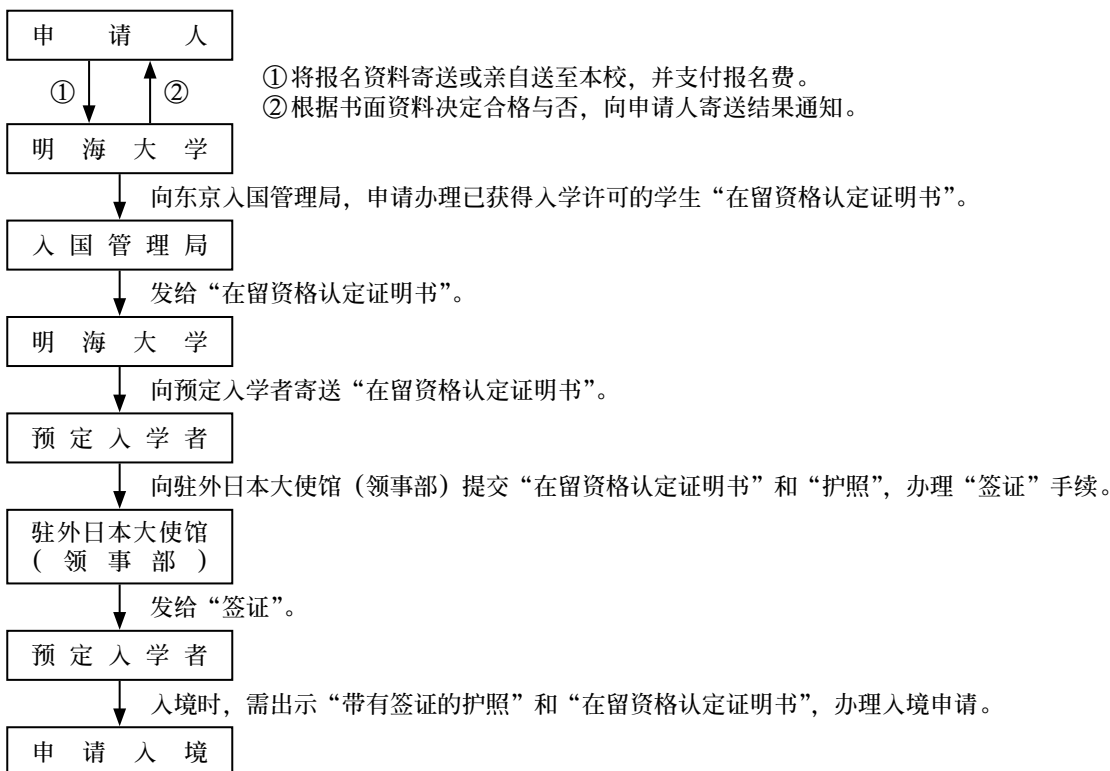 申请人
①将报名资料寄送或亲自送至本校，并支付报名费。
① ②
②根据书面资料决定合格与否，向申请人寄送结果通知。
明海大学
向东京入国管理局，申请办理已获得入学许可的学生“在留资格认定证明书”。
入国管理局
发给“在留资格认定证明书”。
明海大学
向预定入学者寄送“在留资格认定证明书”。
预定入学者
向驻外日本大使馆（领事部）提交“在留资格认定证明书”和“护照”，办理“签证”手续。
驻外日本大使馆
(领事部)
发给“签证”。
预定入学者
入境时，需出示“带有签证的护照”和“在留资格认定证明书”，办理入境申请。
申请入境